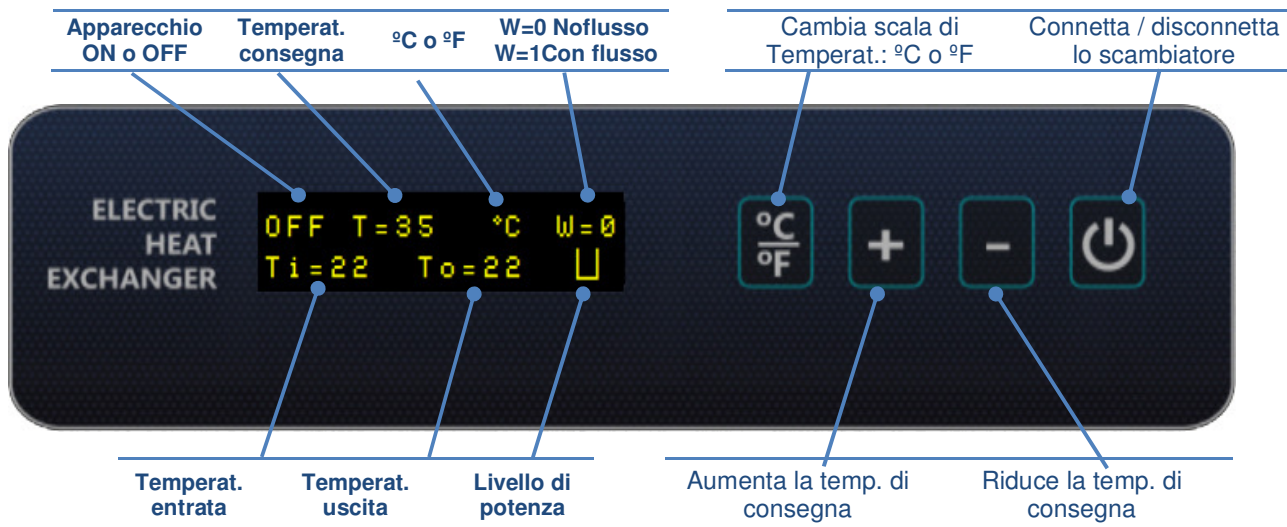 Apparecchio
ON o OFF
Temperat.
consegna
ºC o ºF
W=0 Noflusso
W=1Con flusso
Cambia scala di
Temperat.: ºC o ºF
Connetta / disconnetta
lo scambiatore
ELECTRIC
HEAT
EXCHANGER
OFF T=35 °C W=0
Ti=22 To=22
ºC
ºF
+
-
Temperat.
entrata
Temperat.
uscita
Livello di
potenza
Aumenta la temp. di
consegna
Riduce la temp. di
consegna